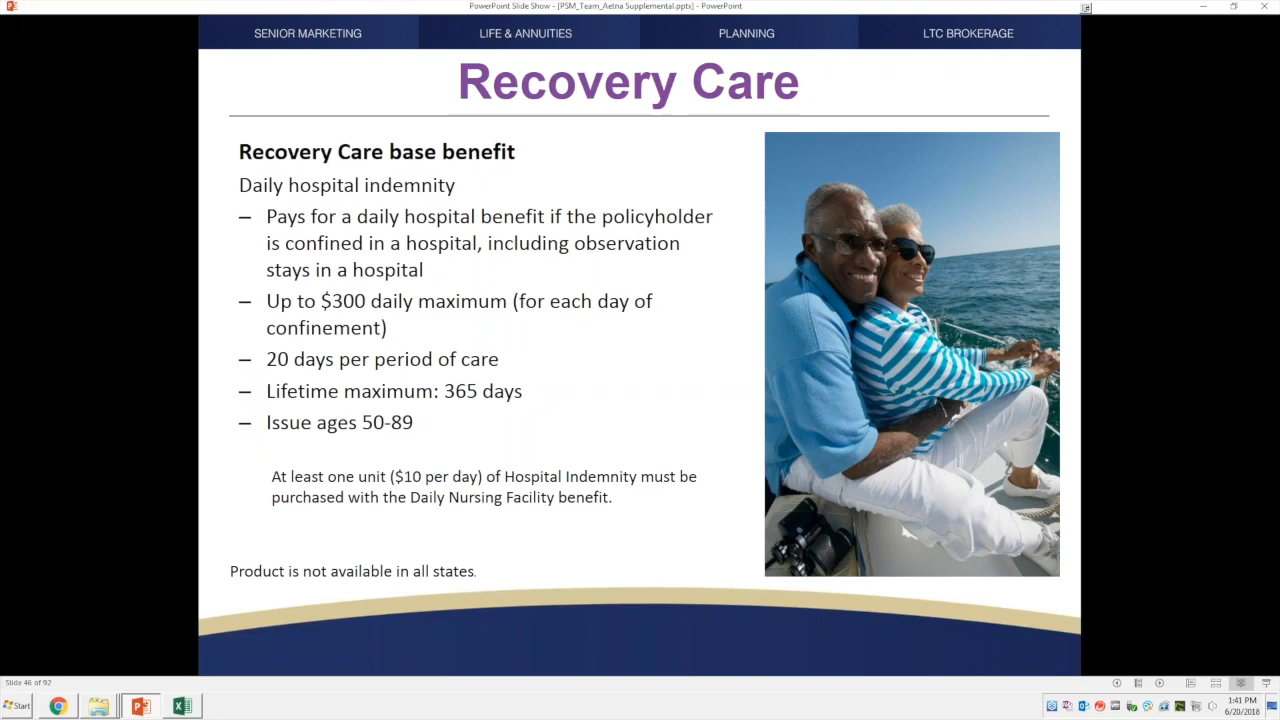 PowerPoint Slide Show - [PSM_Team_Aetna Supplemental.pptx] - PowerPoint
SENIOR MARKETING LIFE & ANNUITIES PLANNING LTC BROKERAGE
Recovery Care
Recovery Care base benefit
Daily hospital indemnity
– Pays for a daily hospital benefit if the policyholder
is confined in a hospital, including observation
stays in a hospital
– Up to $300 daily maximum (for each day of
confinement)
– 20 days per period of care
– Lifetime maximum: 365 days
– Issue ages 50-89
At least one unit ($10 per day) of Hospital Indemnity must be
purchased with the Daily Nursing Facility benefit.
Product is not available in all states.
Slide 46 of 92
Start
1:41 PM
6/20/2018